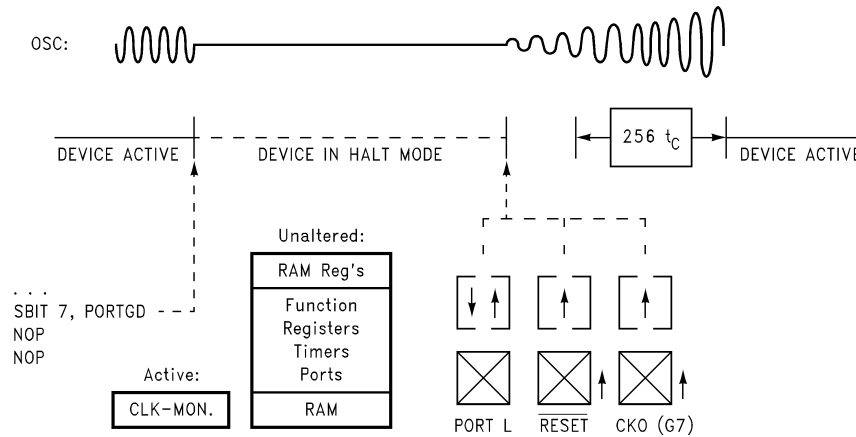 OSC:
DEVICE ACTIVE
DEVICE IN HALT MODE
256 tC
DEVICE ACTIVE
Unaltered:
RAM Reg's
Function
Registers
Timers
Ports
RAM
. . .
SBIT 7, PORTGD
NOP
NOP
Active:
CLK-MON.
PORT L
RESET
CKO (G7)